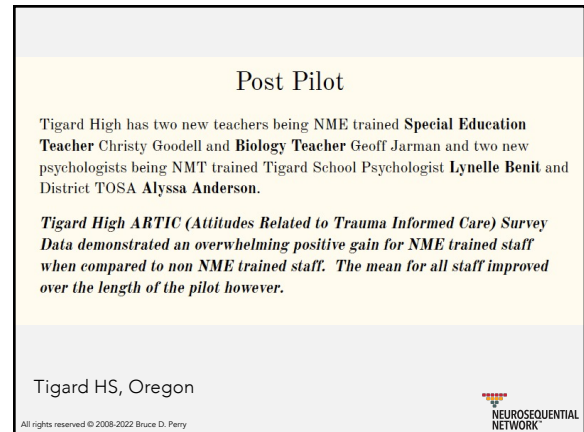 Post Pilot
Tigard High has two new teachers being NME trained Special Education
Teacher Christy Goodell and Biology Teacher Geoff Jarman and two new
psychologists being NMT trained Tigard School Psychologist Lynelle Benit and
District TOSA Alyssa Anderson.
Tigard High ARTIC (Attitudes Related to Trauma Informed Care) Survey
Data demonstrated an overwhelming positive gain for NME trained staff
when compared to non NME trained staff.  The mean for all staff improved
over the length of the pilot however.
Tigard HS, Oregon
All rights reserved © 2008-2022 Bruce D. Perry
NEUROSEQUENTIAL
NETWORK™